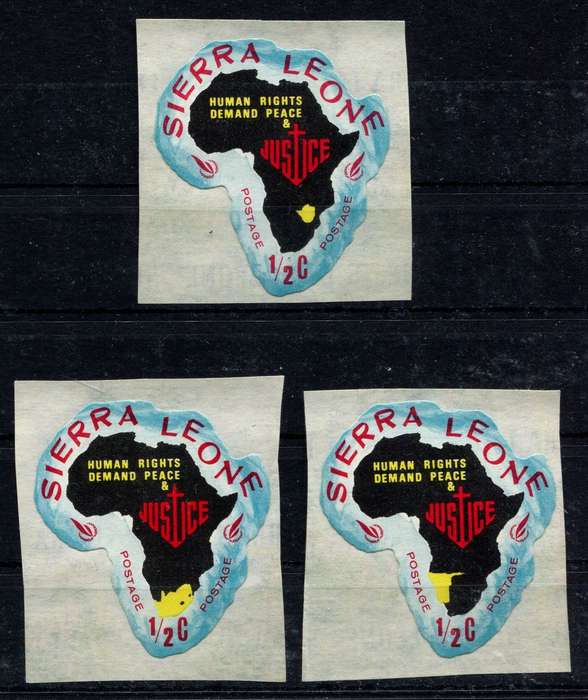 SIERRA LEONE
HUMAN RIGHTS
DEMAND PEACE
&
JUSTICE
POSTAGE
POSTAGE
1/2 C
SIERRA LEONE
HUMAN RIGHTS
DEMAND PEACE
&
JUSTICE
POSTAGE
POSTAGE
1/2 C
SIERRA LEONE
HUMAN RIGHTS
DEMAND PEACE
&
JUSTICE
POSTAGE
POSTAGE
1/2 C